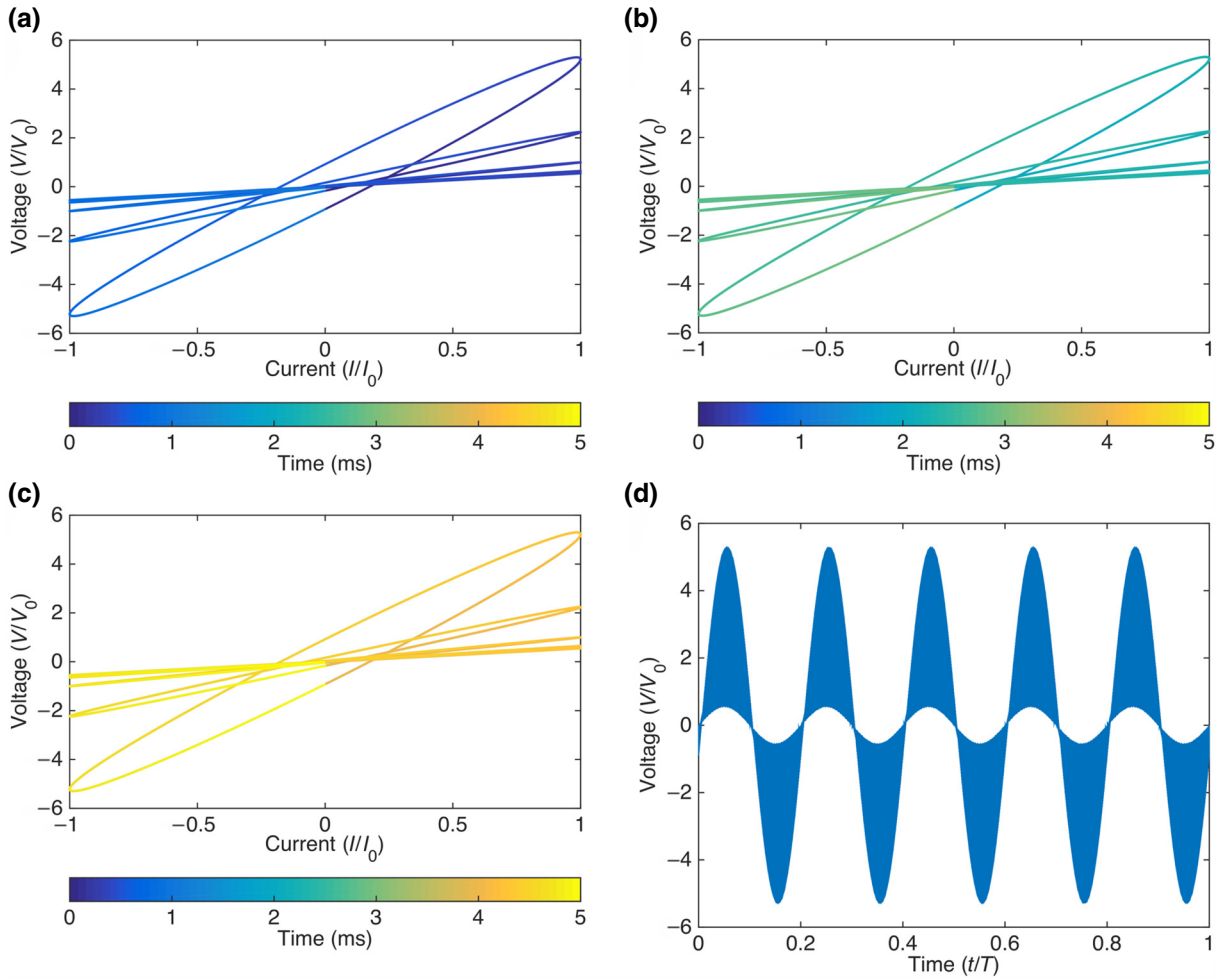 (a)
6
4
2
0
−2
−4
−6
Voltage (V/V0)
−1 −0.5 0 0.5 1
Current (I/I0)
0 1 2 3 4 5
Time (ms)
(b)
6
4
2
0
−2
−4
−6
Voltage (V/V0)
−1 −0.5 0 0.5 1
Current (I/I0)
0 1 2 3 4 5
Time (ms)
(c)
6
4
2
0
−2
−4
−6
Voltage (V/V0)
−1 −0.5 0 0.5 1
Current (I/I0)
0 1 2 3 4 5
Time (ms)
(d)
6
4
2
0
−2
−4
−6
Voltage (V/V0)
0 0.2 0.4 0.6 0.8 1
Time (t/T)